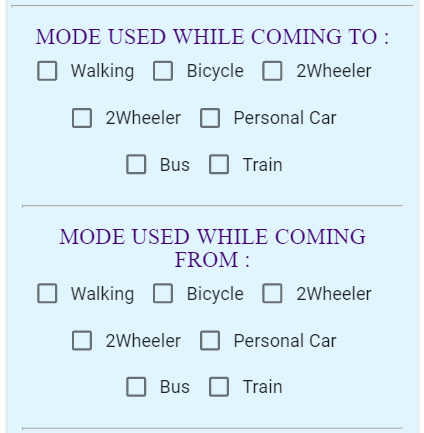 MODE USED WHILE COMING TO :
Walking Bicycle 2Wheeler
2Wheeler Personal Car
Bus Train
MODE USED WHILE COMING
FROM :
Walking Bicycle 2Wheeler
2Wheeler Personal Car
Bus Train